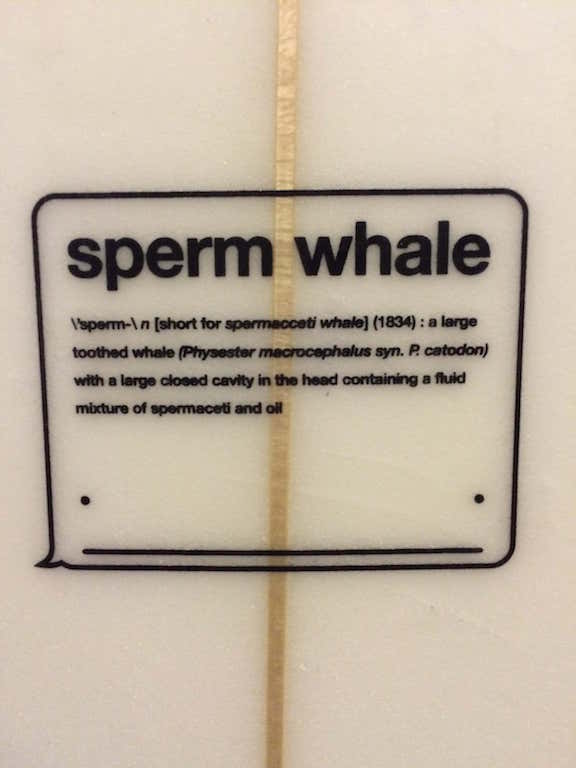 sperm whale
\'sperm-\ n [short for spermacceti whale] (1834) : a large
toothed whale (Physester macrocephalus syn. P. catodon)
with a large closed cavity in the head containing a fluid
mixture of spermaceti and oil